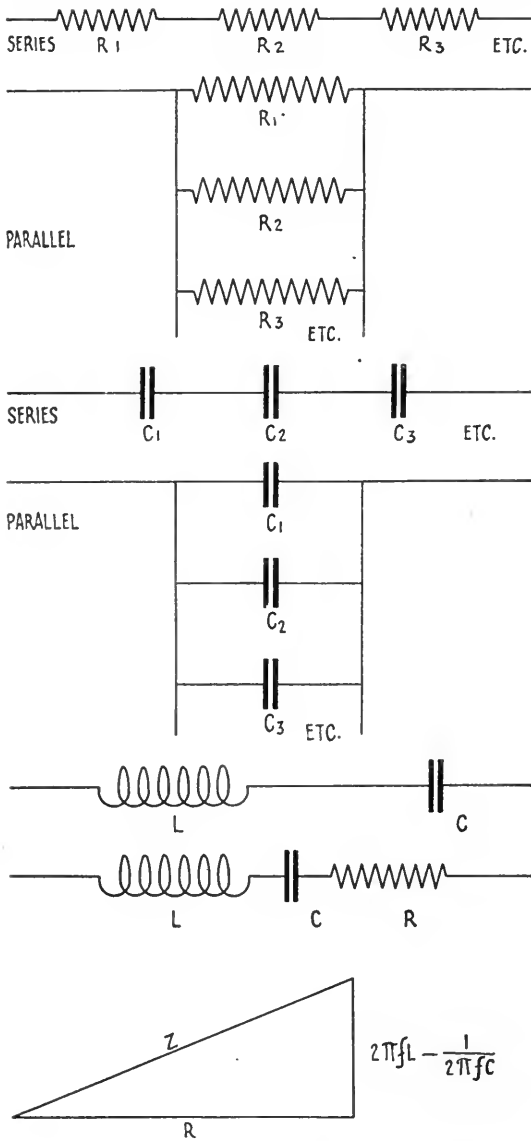 SERIES R1 R2 R3 ETC.
R1
R2
PARALLEL
R3 ETC.
SERIES C1 C2 C3 ETC.
PARALLEL C1
C2
C3 ETC.
L C
L C R
Z 2πfL – 1/2πfC
R